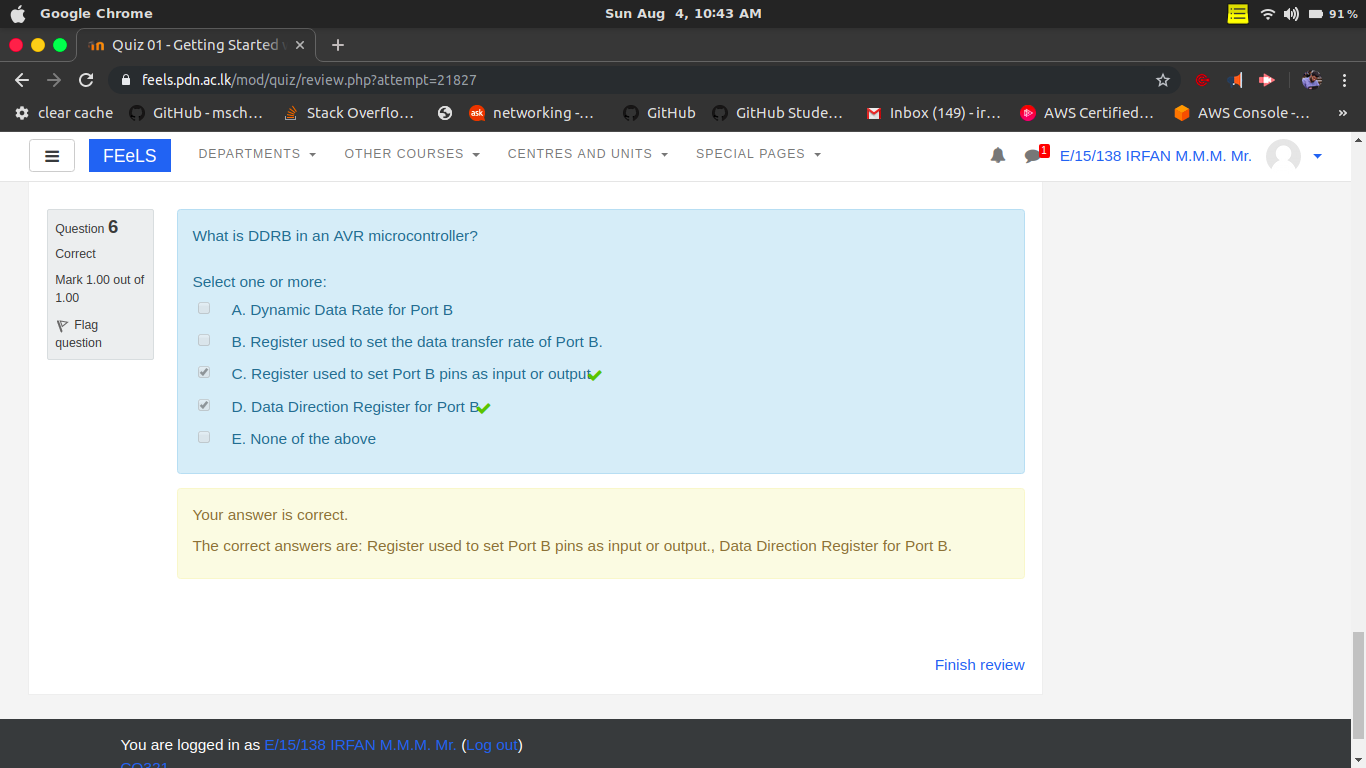 Google Chrome
Sun Aug 4, 10:43 AM
91%
Quiz 01 - Getting Started
feels.pdn.ac.lk/mod/quiz/review.php?attempt=21827
clear cache
GitHub - msch...
Stack Overflo...
ask
networking -...
GitHub
GitHub Stude...
Inbox (149) - ir...
AWS Certified...
AWS Console -...
»
FEeLS
DEPARTMENTS
OTHER COURSES
CENTRES AND UNITS
SPECIAL PAGES
1
E/15/138 IRFAN M.M.M. Mr.
Question 6
Correct
Mark 1.00 out of
1.00
Flag
question
What is DDRB in an AVR microcontroller?
Select one or more:
A. Dynamic Data Rate for Port B
B. Register used to set the data transfer rate of Port B.
C. Register used to set Port B pins as input or output
D. Data Direction Register for Port B
E. None of the above
Your answer is correct.
The correct answers are: Register used to set Port B pins as input or output., Data Direction Register for Port B.
Finish review
You are logged in as E/15/138 IRFAN M.M.M. Mr. (Log out)
CO321